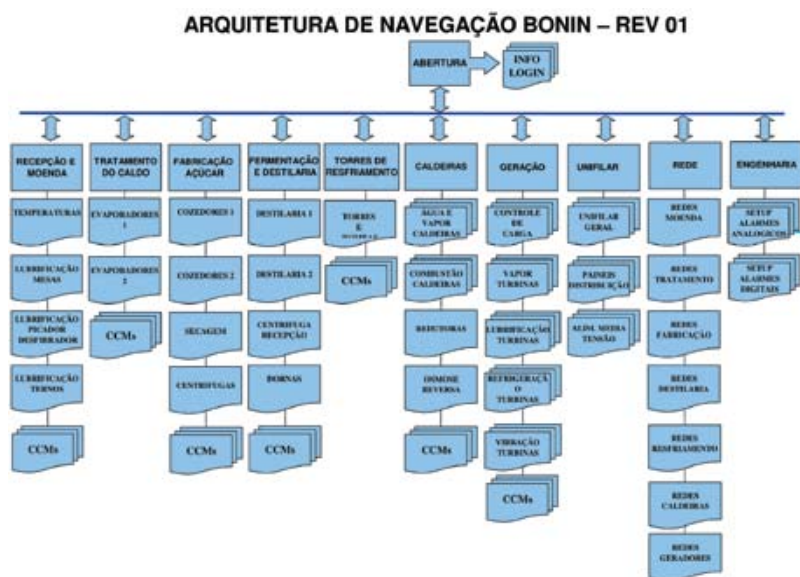 ARQUITETURA DE NAVEGAÇÃO BONIN – REV 01
ABERTURA
INFO
LOGIN
RECEPÇÃO E
MOENDA
TEMPERATURAS
LUBRIFICAÇÃO
MESAS
LUBRIFICAÇÃO
PICADOR
DESFIBRADOR
LUBRIFICAÇÃO
TERNOS
CCMs
TRATAMENTO
DO CALDO
EVAPORADORES
1
EVAPORADORES
2
CCMs
FABRICAÇÃO
AÇÚCAR
COZEDORES 1
COZEDORES 2
SECAGEM
CENTRIFUGAS
CCMs
FERMENTAÇÃO
E DESTILARIA
DESTILARIA 1
DESTILARIA 2
CENTRIFUGA
RECEPÇÃO
DORNAS
CCMs
TORRES DE
RESFRIAMENTO
TORRES
E
CCMs
CALDEIRAS
ÁGUA E
VAPOR
CALDEIRAS
COMBUSTÃO
CALDEIRAS
REDUTORAS
OSMOSE
REVERSA
CCMs
GERAÇÃO
CONTROLE
DE
CARGA
VAPOR
TURBINAS
LUBRIFICAÇÃO
TURBINAS
REFRIGERAÇÃ
O
TURBINAS
VIBRAÇÃO
TURBINAS
CCMs
UNIFILAR
UNIFILAR
GERAL
PAINEIS
DISTRIBUIÇÃO
ALIM. MEDIA
TENSÃO
REDE
REDES
MOENDA
REDES
TRATAMENTO
REDES
FABRICAÇÃO
REDES
DESTILARIA
REDES
RESFRIAMENDO
REDES
CALDEIRAS
REDES
GERADORES
ENGENHARIA
SETUP
ALARMES
ANALOGICOS
SETUP
ALARMES
DIGITAIS